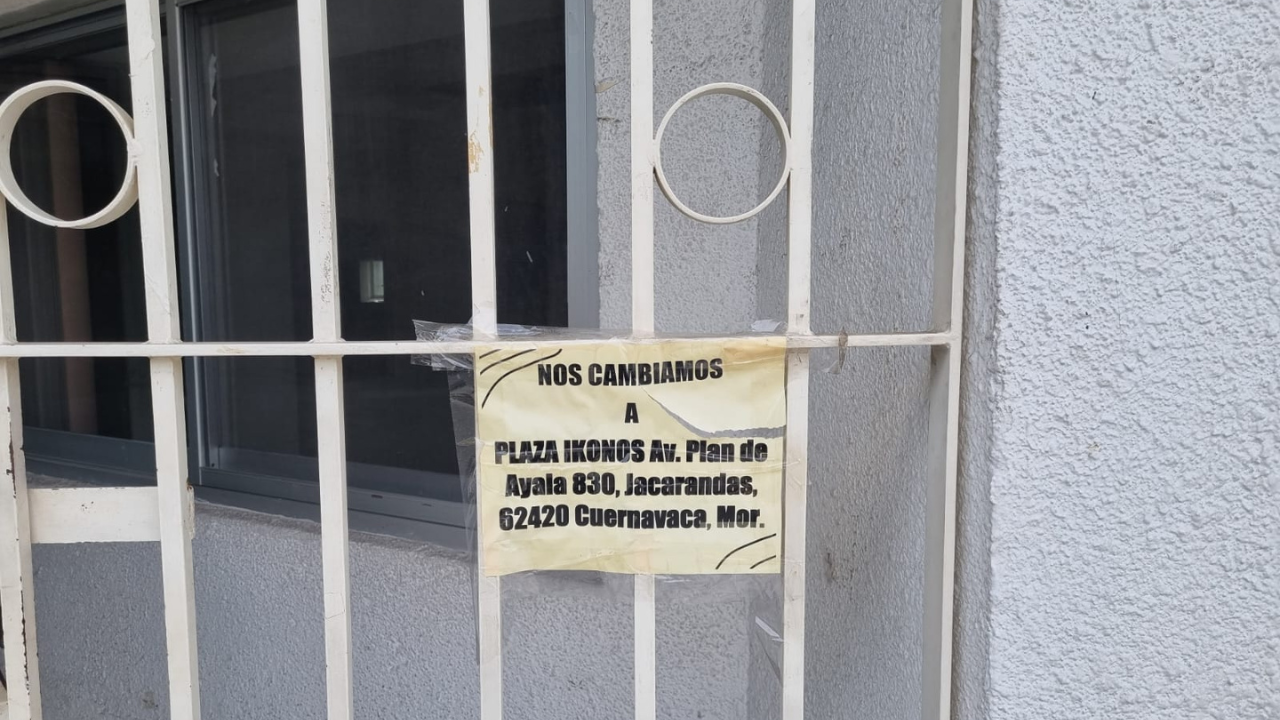 NOS CAMBIAMOS
A
PLAZA IKONOS Av. Plan de
Ayala 830, Jacarandas,
62420 Cuernavaca, Mor.